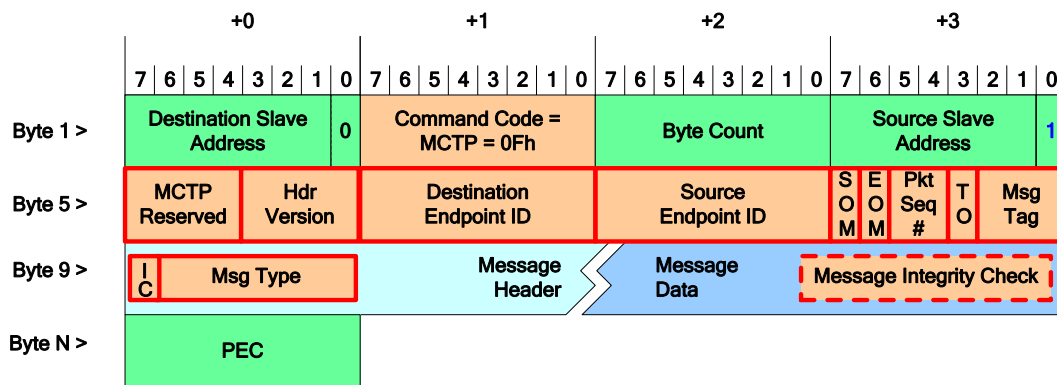 +0 +1 +2 +3
7 6 5 4 3 2 1 0 7 6 5 4 3 2 1 0 7 6 5 4 3 2 1 0 7 6 5 4 3 2 1 0
Byte 1 >
Destination Slave
Address
0
Command Code =
MCTP = 0Fh
Byte Count
Source Slave
Address
1
Byte 5 >
MCTP
Reserved
Hdr
Version
Destination
Endpoint ID
Source
Endpoint ID
S
O
M
E
O
M
Pkt
Seq
#
T
O
Msg
Tag
Byte 9 >
I
C
Msg Type
Message
Header
Message
Data
Message Integrity Check
Byte N >
PEC